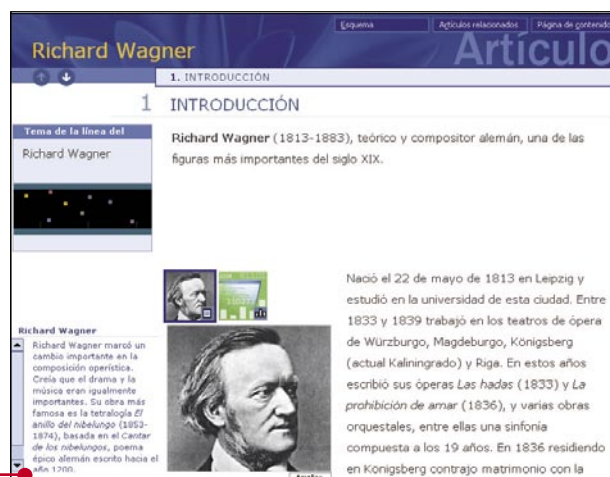 Esquema
Artículos relacionados
Página de contenido
Richard Wagner
Artículo
1. INTRODUCCIÓN
1 INTRODUCCIÓN
Tema de la línea del
Richard Wagner
Richard Wagner (1813-1883), teórico y compositor alemán, una de las
figuras más importantes del siglo XIX.
Richard Wagner
Richard Wagner marcó un
cambio importante en la
composición operística.
Creía que el drama y la
música eran igualmente
importantes. Su obra más
famosa es la tetralogía El
anillo del nibelungo (1853-
1874), basada en el Cantar
de los nibelungos, poema
épico alemán escrito hacia el
año 1200.
Nació el 22 de mayo de 1813 en Leipzig y
estudió en la universidad de esta ciudad. Entre
1833 y 1839 trabajó en los teatros de ópera
de Würzburgo, Magdeburgo, Königsberg
(actual Kaliningrado) y Riga. En estos años
escribió sus óperas Las hadas (1833) y La
prohibición de amar (1836), y varias obras
orquestales, entre ellas una sinfonía
compuesta a los 19 años. En 1836 residiendo
en Königsberg contrajo matrimonio con la